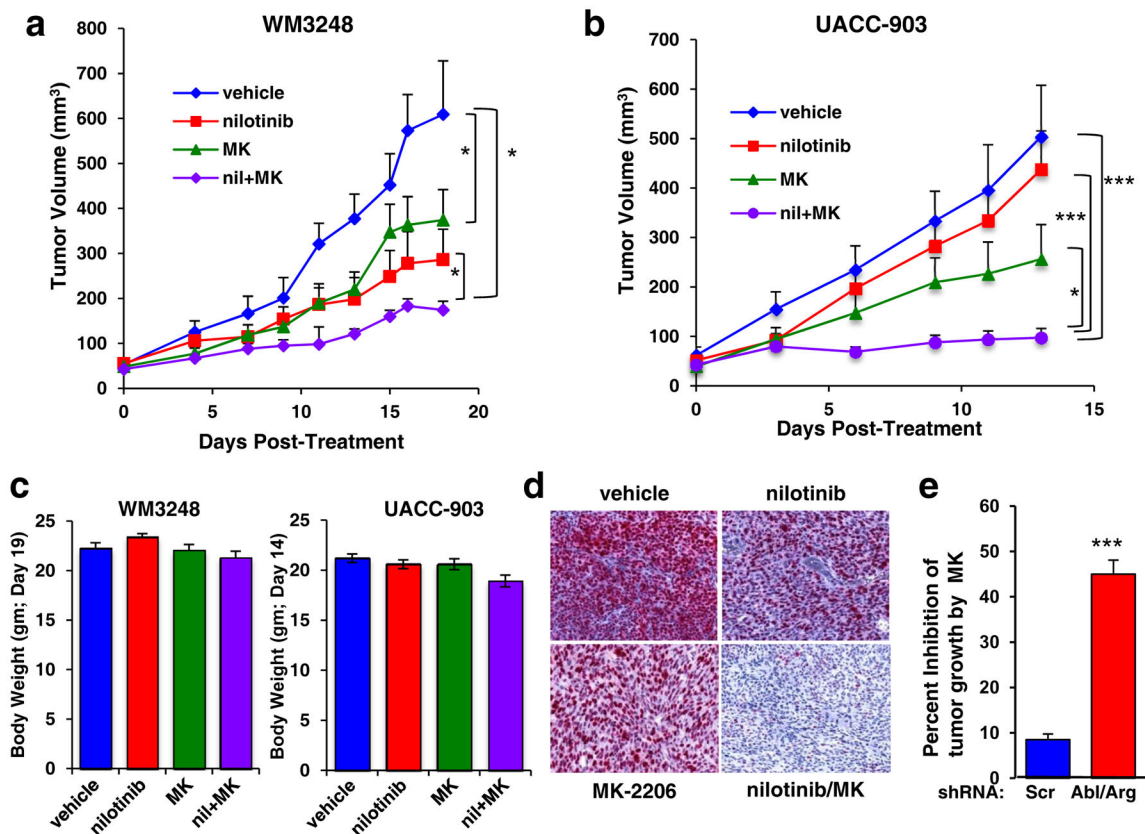 a
WM3248
Tumor Volume (mm³)
800
700
600
500
400
300
200
100
0
vehicle
nilotinib
MK
nil+MK
*
*
*
0 5 10 15 20
Days Post-Treatment
b
UACC-903
Tumor Volume (mm³)
700
600
500
400
300
200
100
0
vehicle
nilotinib
MK
nil+MK
***
***
*
0 5 10 15
Days Post-Treatment
c
WM3248
Body Weight (gm; Day 19)
25
20
15
10
5
0
vehicle nilotinib MK nil+MK
UACC-903
Body Weight (gm; Day 14)
25
20
15
10
5
0
vehicle nilotinib MK nil+MK
d
vehicle nilotinib
MK-2206 nilotinib/MK
e
Percent Inhibition of
tumor growth by MK
60
50
40
30
20
10
0
***
shRNA: Scr Abl/Arg